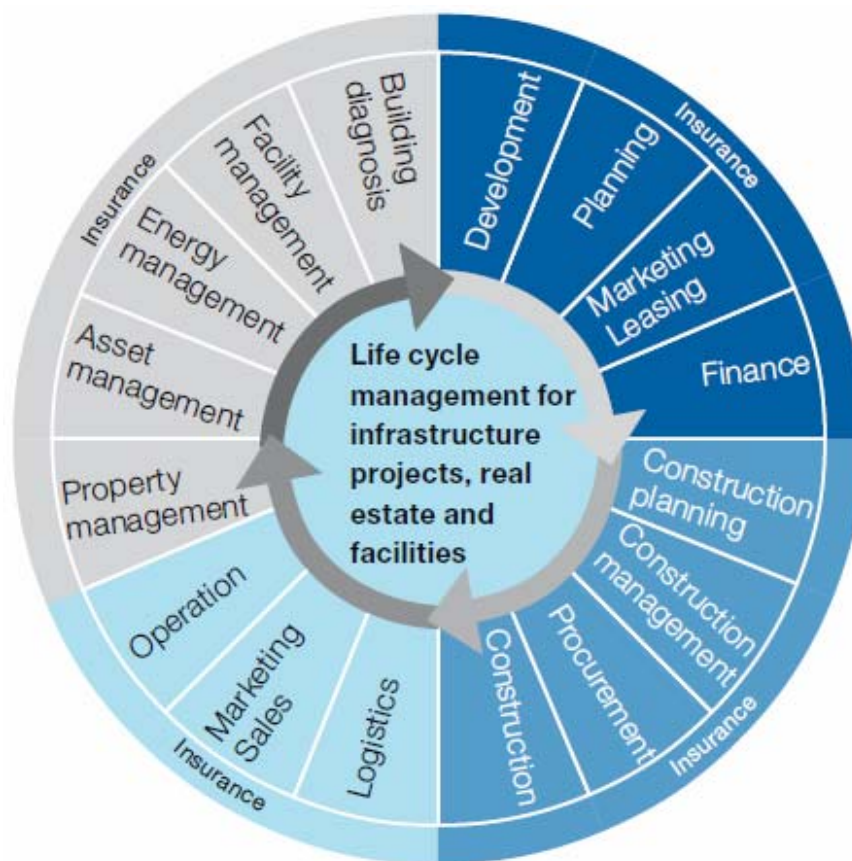 Life cycle
management for
infrastructure
projects, real
estate and
facilities
Development
Planning
Marketing
Leasing
Finance
Insurance
Construction
planning
Construction
management
Procurement
Construction
Insurance
Logistics
Marketing
Sales
Operation
Insurance
Property
management
Asset
management
Energy
management
Facility
management
Building
diagnosis
Insurance